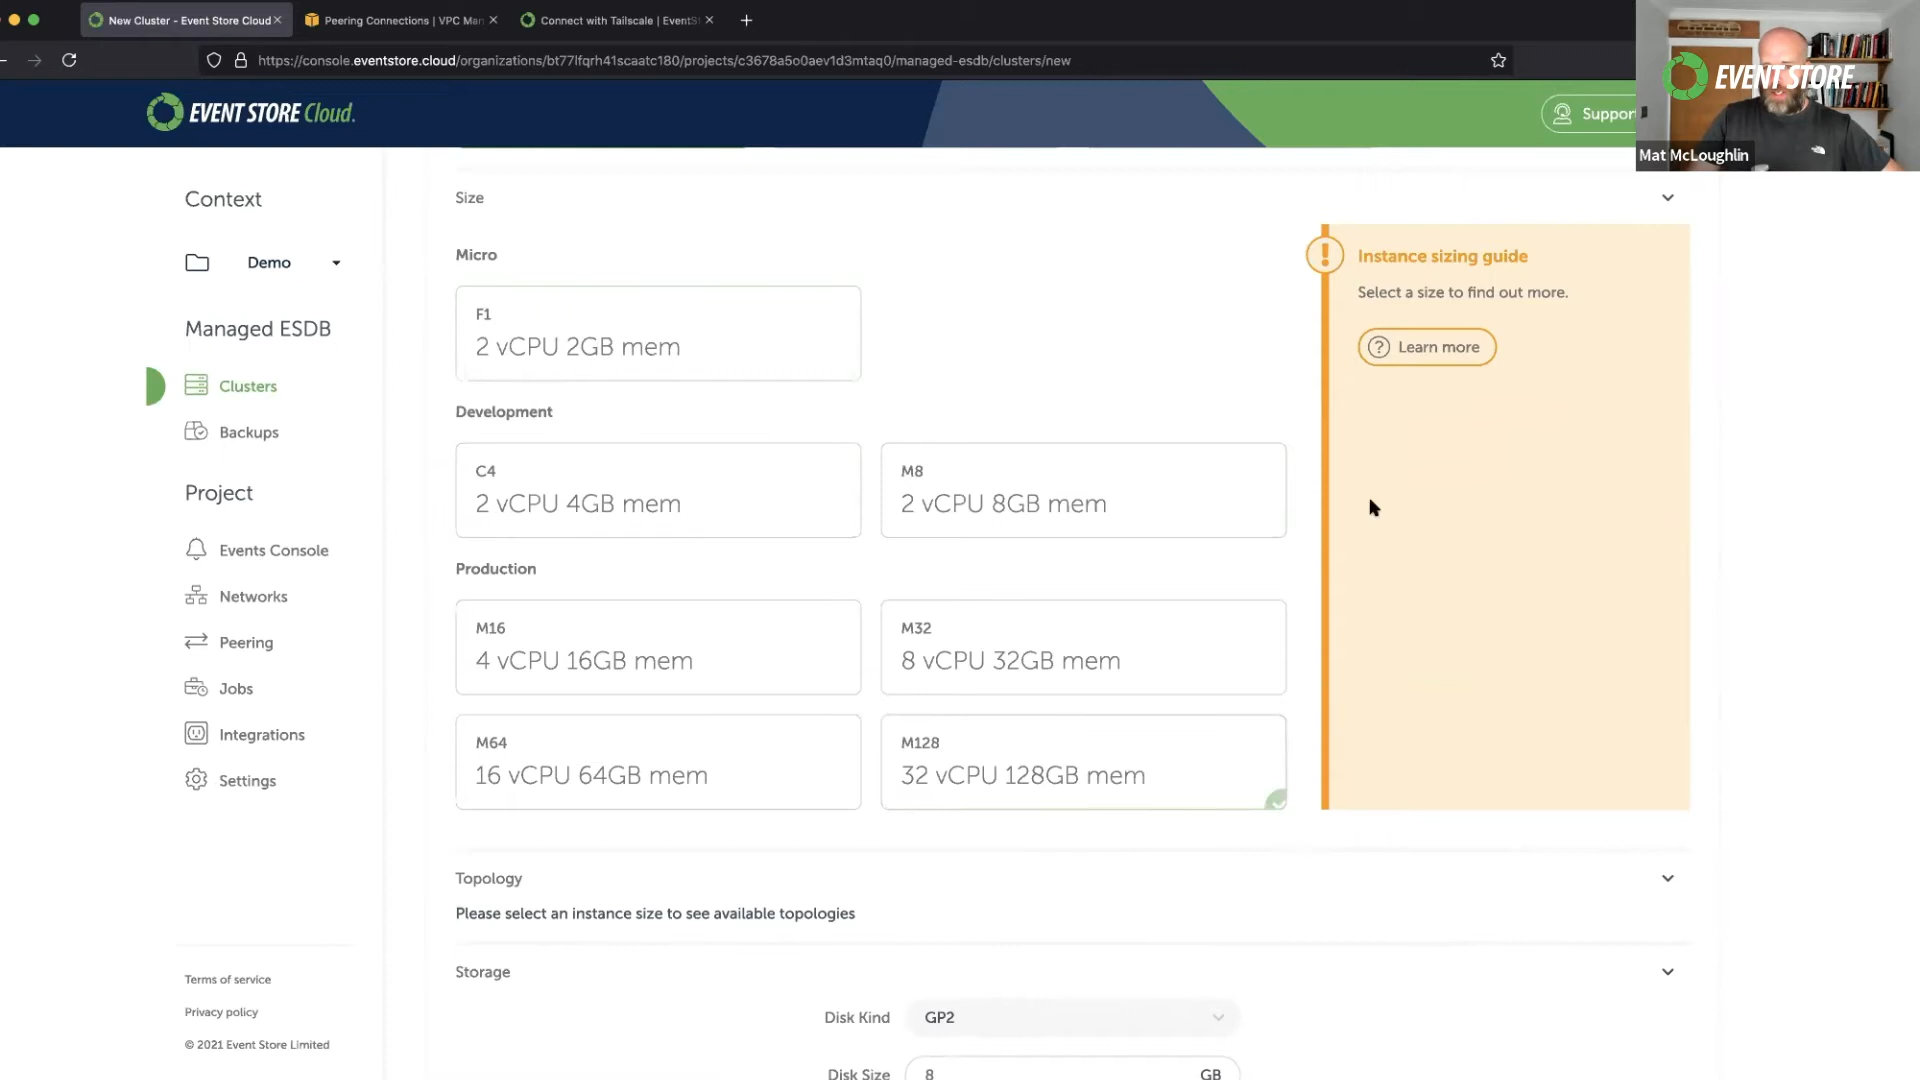 New Cluster - Event Store Cloud
Peering Connections | VPC Man
Connect with Tailscale | EventS
https://console.eventstore.cloud/organizations/bt77lfqrh41scaatc180/projects/c3678a5o0aev1d3mtaq0/managed-esdb/clusters/new
EVENT STORE Cloud.
Support
EVENT STORE
Mat McLoughlin
Context
Demo
Managed ESDB
Clusters
Backups
Project
Events Console
Networks
Peering
Jobs
Integrations
Settings
Terms of service
Privacy policy
© 2021 Event Store Limited
Size
Micro
F1
2 vCPU 2GB mem
Development
C4
2 vCPU 4GB mem
M8
2 vCPU 8GB mem
Production
M16
4 vCPU 16GB mem
M32
8 vCPU 32GB mem
M64
16 vCPU 64GB mem
M128
32 vCPU 128GB mem
Instance sizing guide
Select a size to find out more.
Learn more
Topology
Please select an instance size to see available topologies
Storage
Disk Kind GP2
Disk Size 8 GB